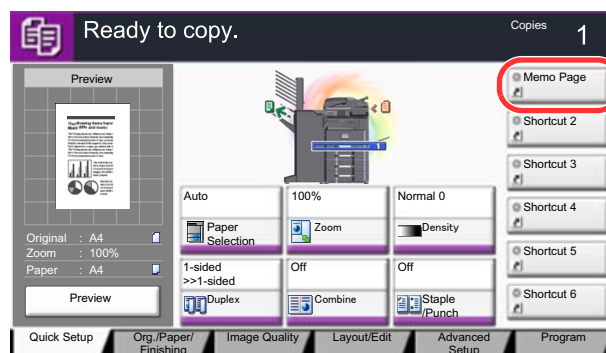 Ready to copy.
Copies
1
Preview
Original : A4
Zoom : 100%
Paper : A4
Preview
1
Auto
Paper
Selection
100%
Zoom
Normal 0
Density
1-sided
>>1-sided
Duplex
Off
Combine
Off
Staple
/Punch
Memo Page
Shortcut 2
Shortcut 3
Shortcut 4
Shortcut 5
Shortcut 6
Quick Setup
Org./Paper/
Finishing
Image Quality
Layout/Edit
Advanced
Setup
Program